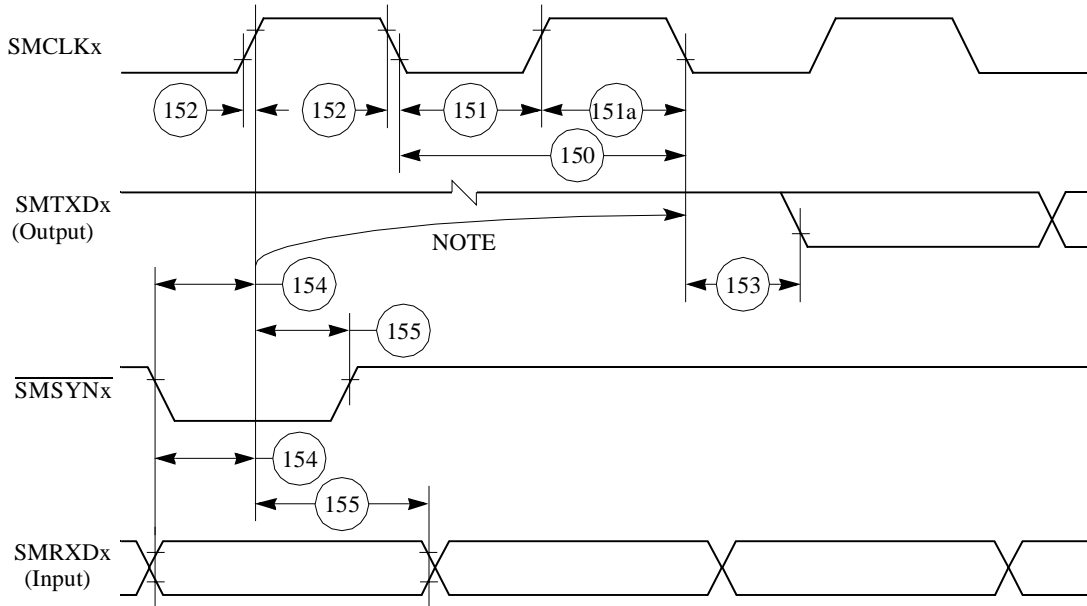 SMCLKx
152
152
151
151a
150
SMTXDx
(Output)
NOTE
154
153
155
SMSYNx
154
155
SMRXDx
(Input)